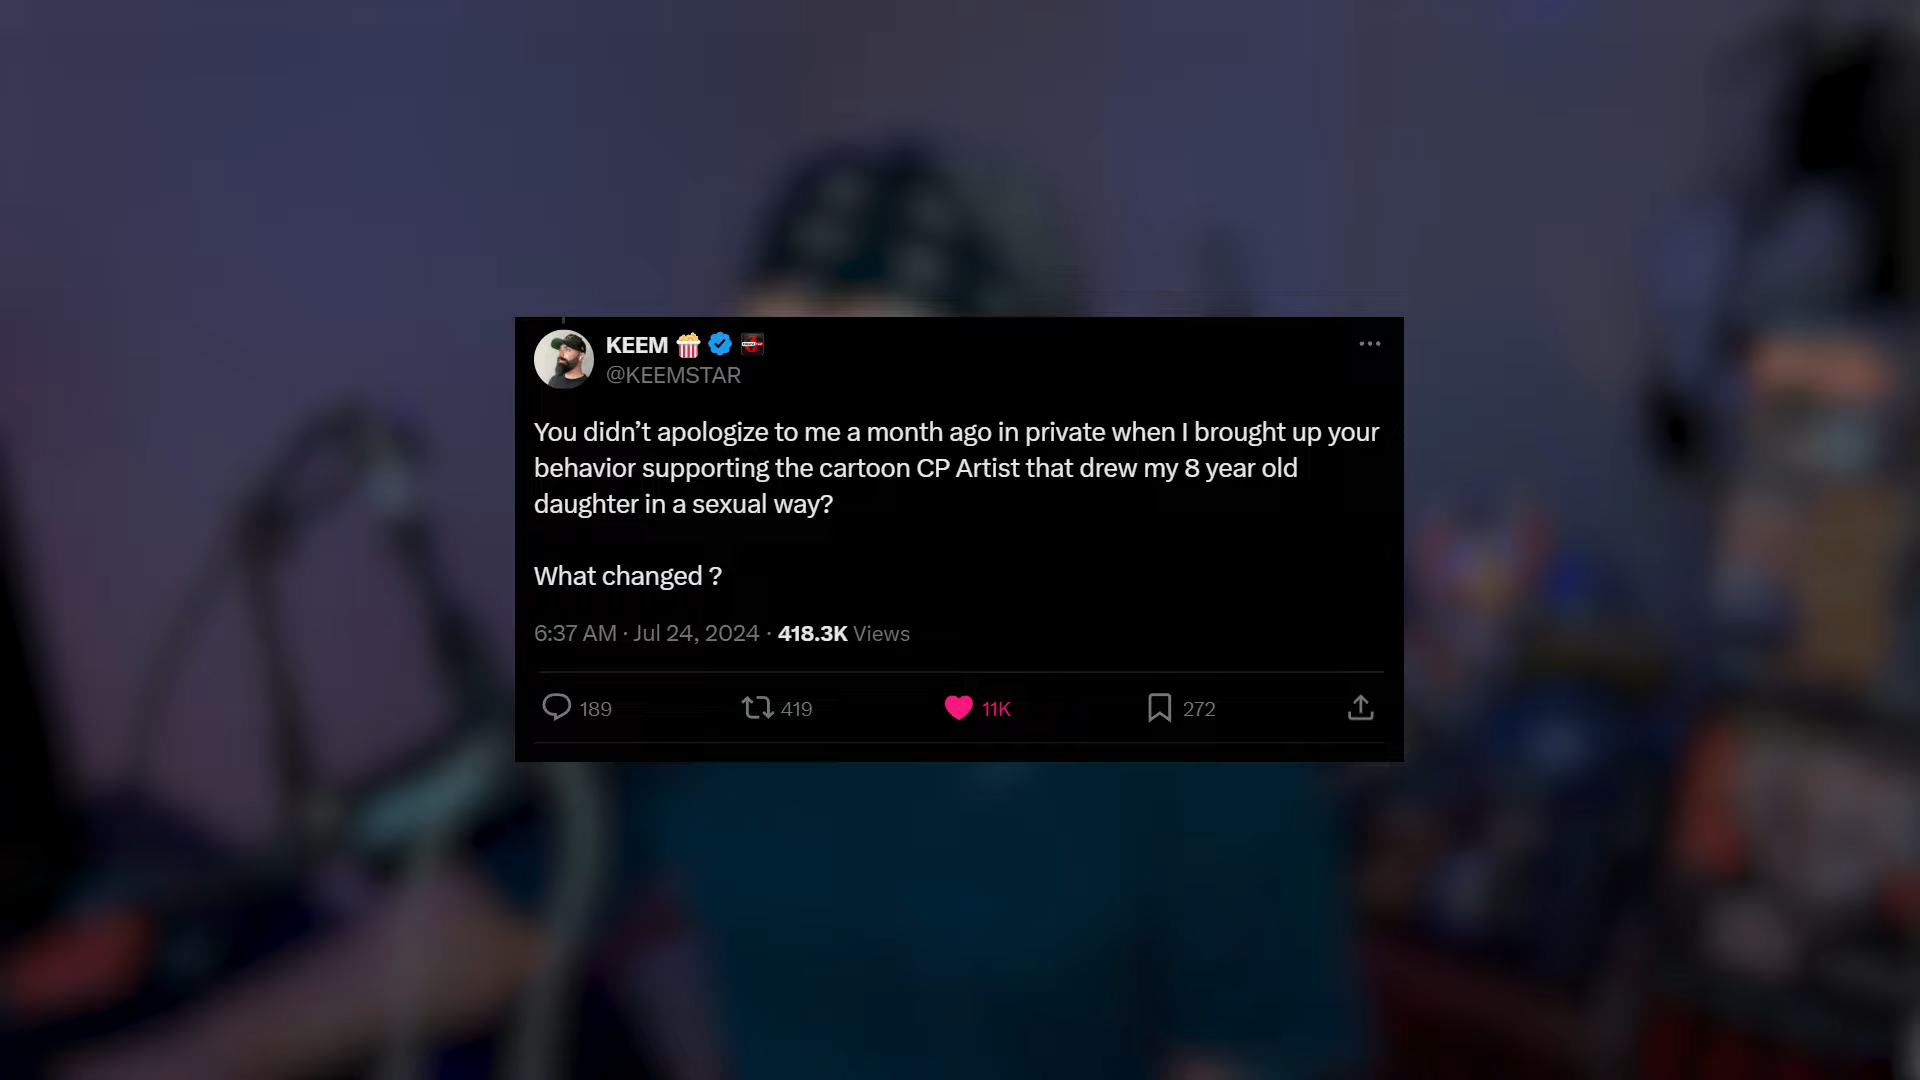 KEEM 🍿
@KEEMSTAR
You didn’t apologize to me a month ago in private when I brought up your
behavior supporting the cartoon CP Artist that drew my 8 year old
daughter in a sexual way?
What changed ?
6:37 AM · Jul 24, 2024 · 418.3K Views
189 419 11K 272